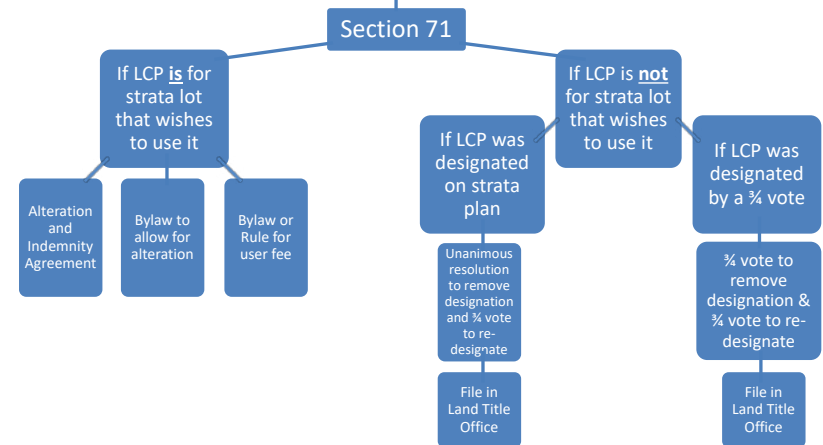 Section 71
If LCP is for
strata lot
that wishes
to use it
Alteration
and
Indemnity
Agreement
Bylaw to
allow for
alteration
Bylaw or
Rule for
user fee
If LCP is not
for strata lot
that wishes
to use it
If LCP was
designated
on strata
plan
Unanimous
resolution
to remove
designation
and ¾ vote
to re-
designate
File in
Land Title
Office
If LCP was
designated
by a ¾ vote
¾ vote to
remove
designation &
¾ vote to re-
designate
File in
Land Title
Office